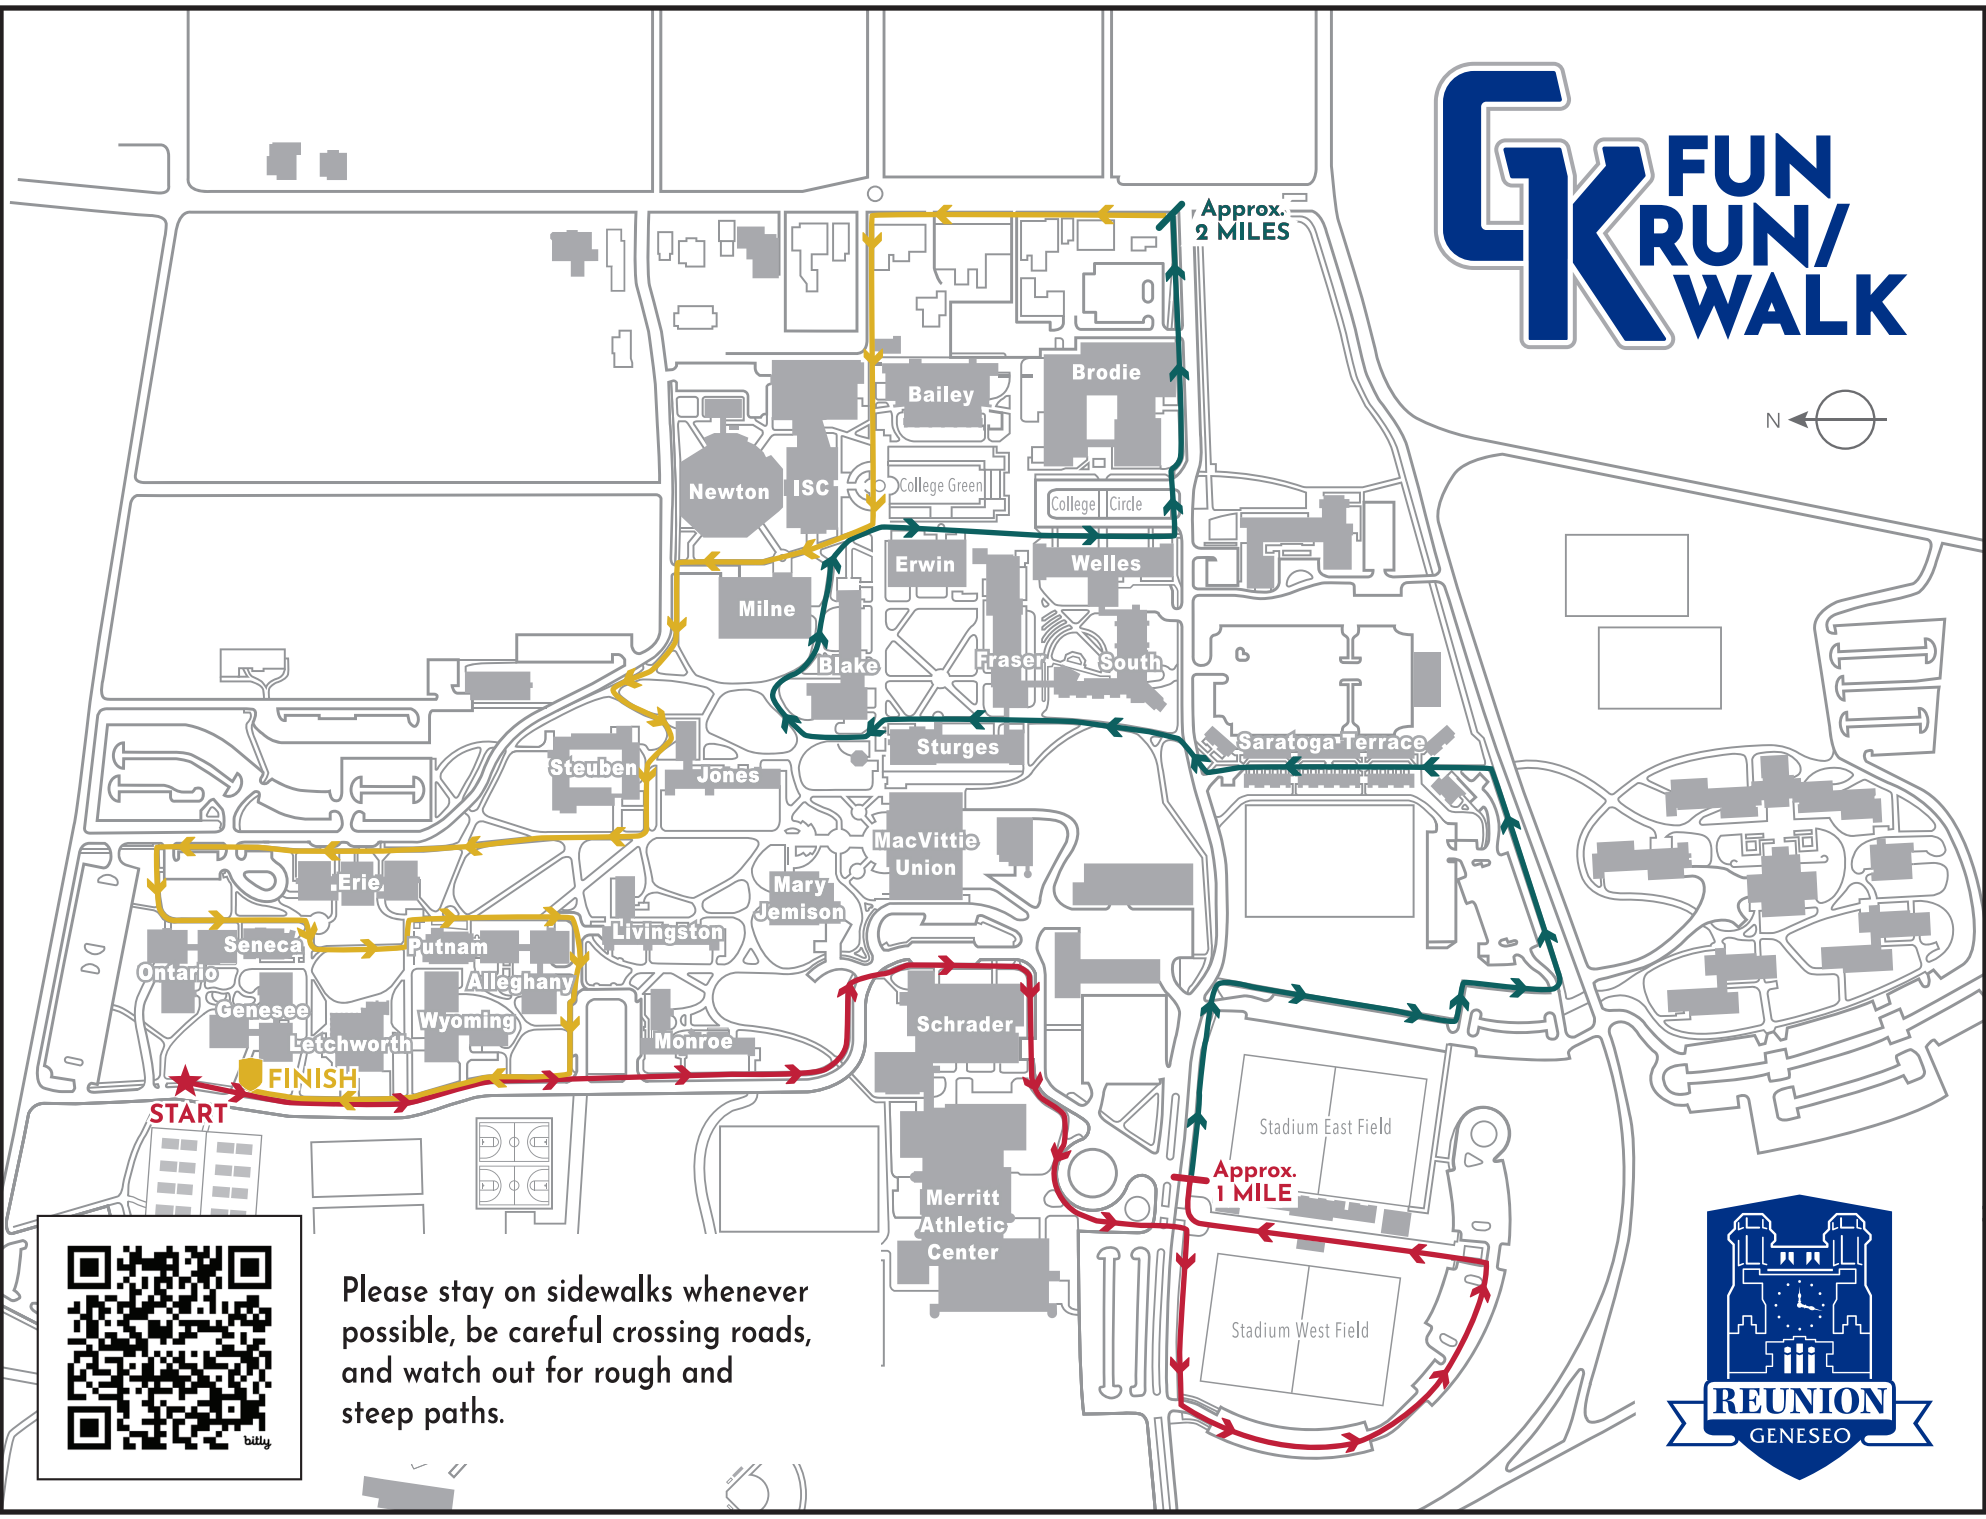 GK FUN
RUN/
WALK
N
Approx.
2 MILES
Bailey
Brodie
Newton
ISC
College Green
College Circle
Erwin
Welles
Milne
Blake
Fraser
South
Sturges
Saratoga Terrace
Steuben
Jones
MacVittie
Union
Erie
Mary
Jemison
Livingston
Seneca
Putnam
Ontario
Alleghany
Genesee
Wyoming
Letchworth
Monroe
Schrader
FINISH
START
Stadium East Field
Approx.
1 MILE
Merritt
Athletic
Center
Stadium West Field
Please stay on sidewalks whenever
possible, be careful crossing roads,
and watch out for rough and
steep paths.
bitly
REUNION
GENESEO